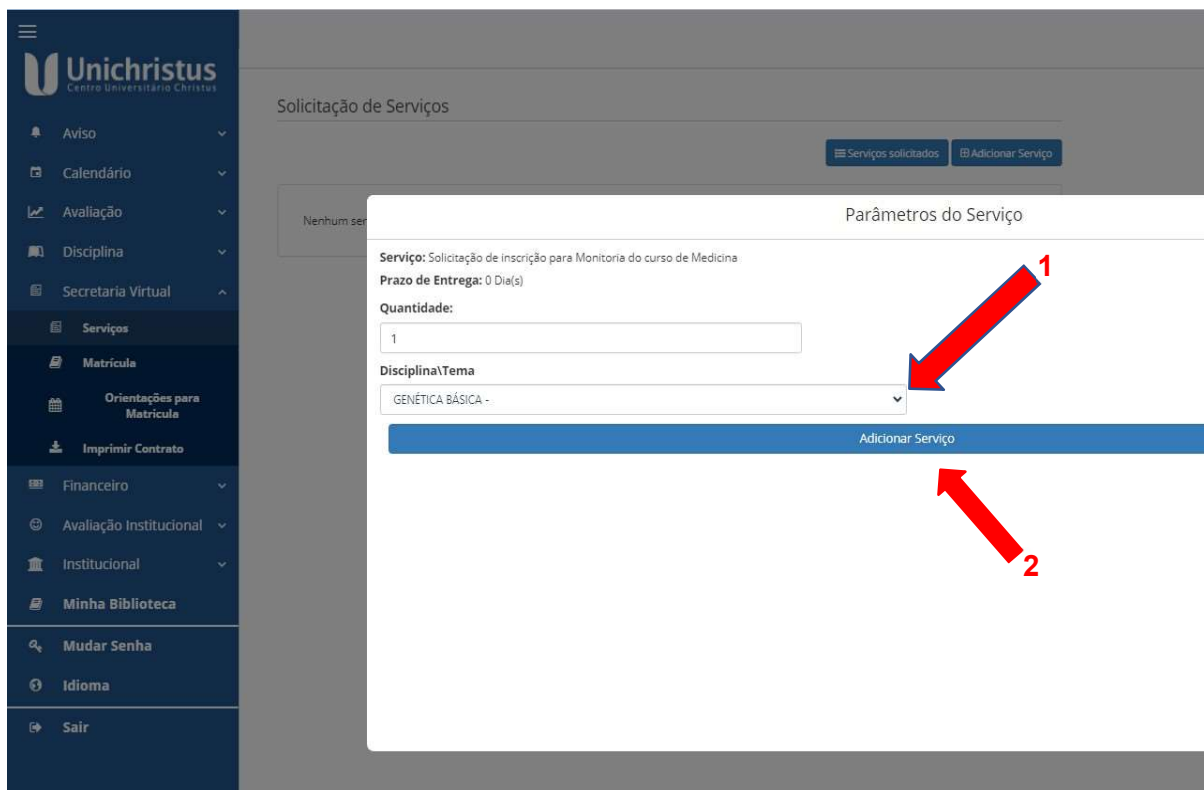 Unichristus
Centro Universitário Christus
Aviso
Calendário
Avaliação
Disciplina
Secretaria Virtual
Serviços
Matrícula
Orientações para
Matrícula
Imprimir Contrato
Financeiro
Avaliação Institucional
Institucional
Minha Biblioteca
Mudar Senha
Idioma
Sair
Solicitação de Serviços
Serviços solicitados
Adicionar Serviço
Nenhum ser
Parâmetros do Serviço
Serviço: Solicitação de inscrição para Monitoria do curso de Medicina
Prazo de Entrega: 0 Dia(s)
Quantidade:
1
Disciplina\Tema
GENÉTICA BÁSICA -
Adicionar Serviço
1
2